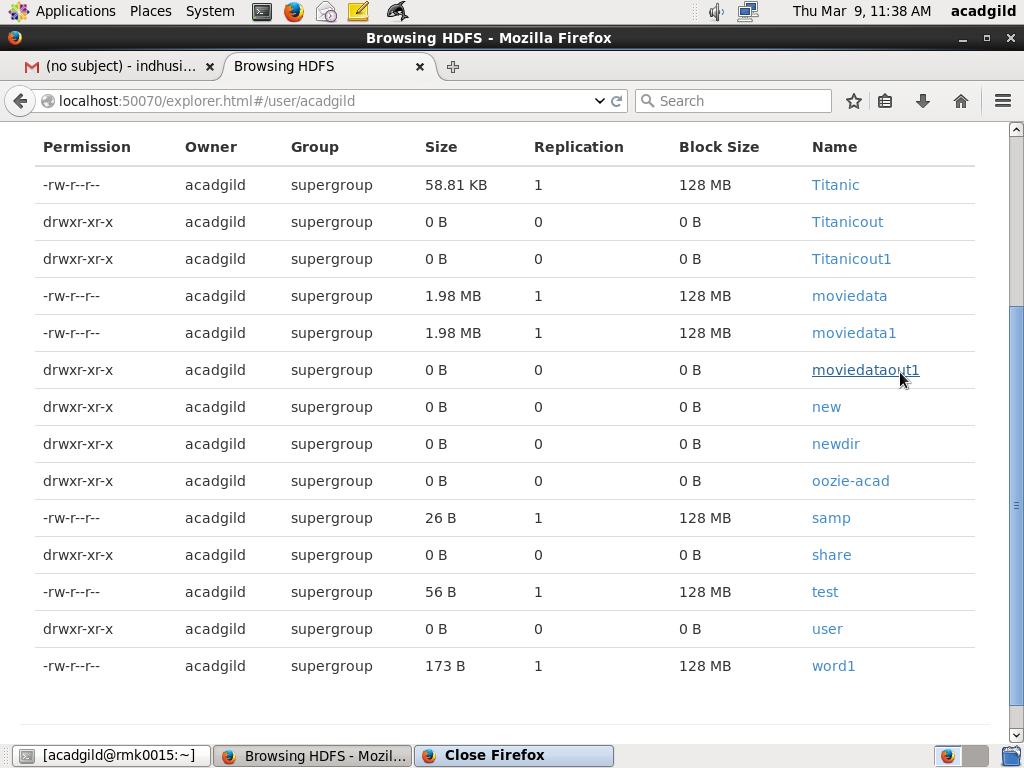 Applications Places System Thu Mar 9, 11:38 AM acadgild
Browsing HDFS - Mozilla Firefox
(no subject) - indhusi... Browsing HDFS
localhost:50070/explorer.html#/user/acadgild Search
Permission Owner Group Size Replication Block Size Name
-rw-r--r-- acadgild supergroup 58.81 KB 1 128 MB Titanic
drwxr-xr-x acadgild supergroup 0 B 0 0 B Titanicout
drwxr-xr-x acadgild supergroup 0 B 0 0 B Titanicout1
-rw-r--r-- acadgild supergroup 1.98 MB 1 128 MB moviedata
-rw-r--r-- acadgild supergroup 1.98 MB 1 128 MB moviedata1
drwxr-xr-x acadgild supergroup 0 B 0 0 B moviedataout1
drwxr-xr-x acadgild supergroup 0 B 0 0 B new
drwxr-xr-x acadgild supergroup 0 B 0 0 B newdir
drwxr-xr-x acadgild supergroup 0 B 0 0 B oozie-acad
-rw-r--r-- acadgild supergroup 26 B 1 128 MB samp
drwxr-xr-x acadgild supergroup 0 B 0 0 B share
-rw-r--r-- acadgild supergroup 56 B 1 128 MB test
drwxr-xr-x acadgild supergroup 0 B 0 0 B user
-rw-r--r-- acadgild supergroup 173 B 1 128 MB word1
[acadgild@rmk0015:~] Browsing HDFS - Mozil... Close Firefox